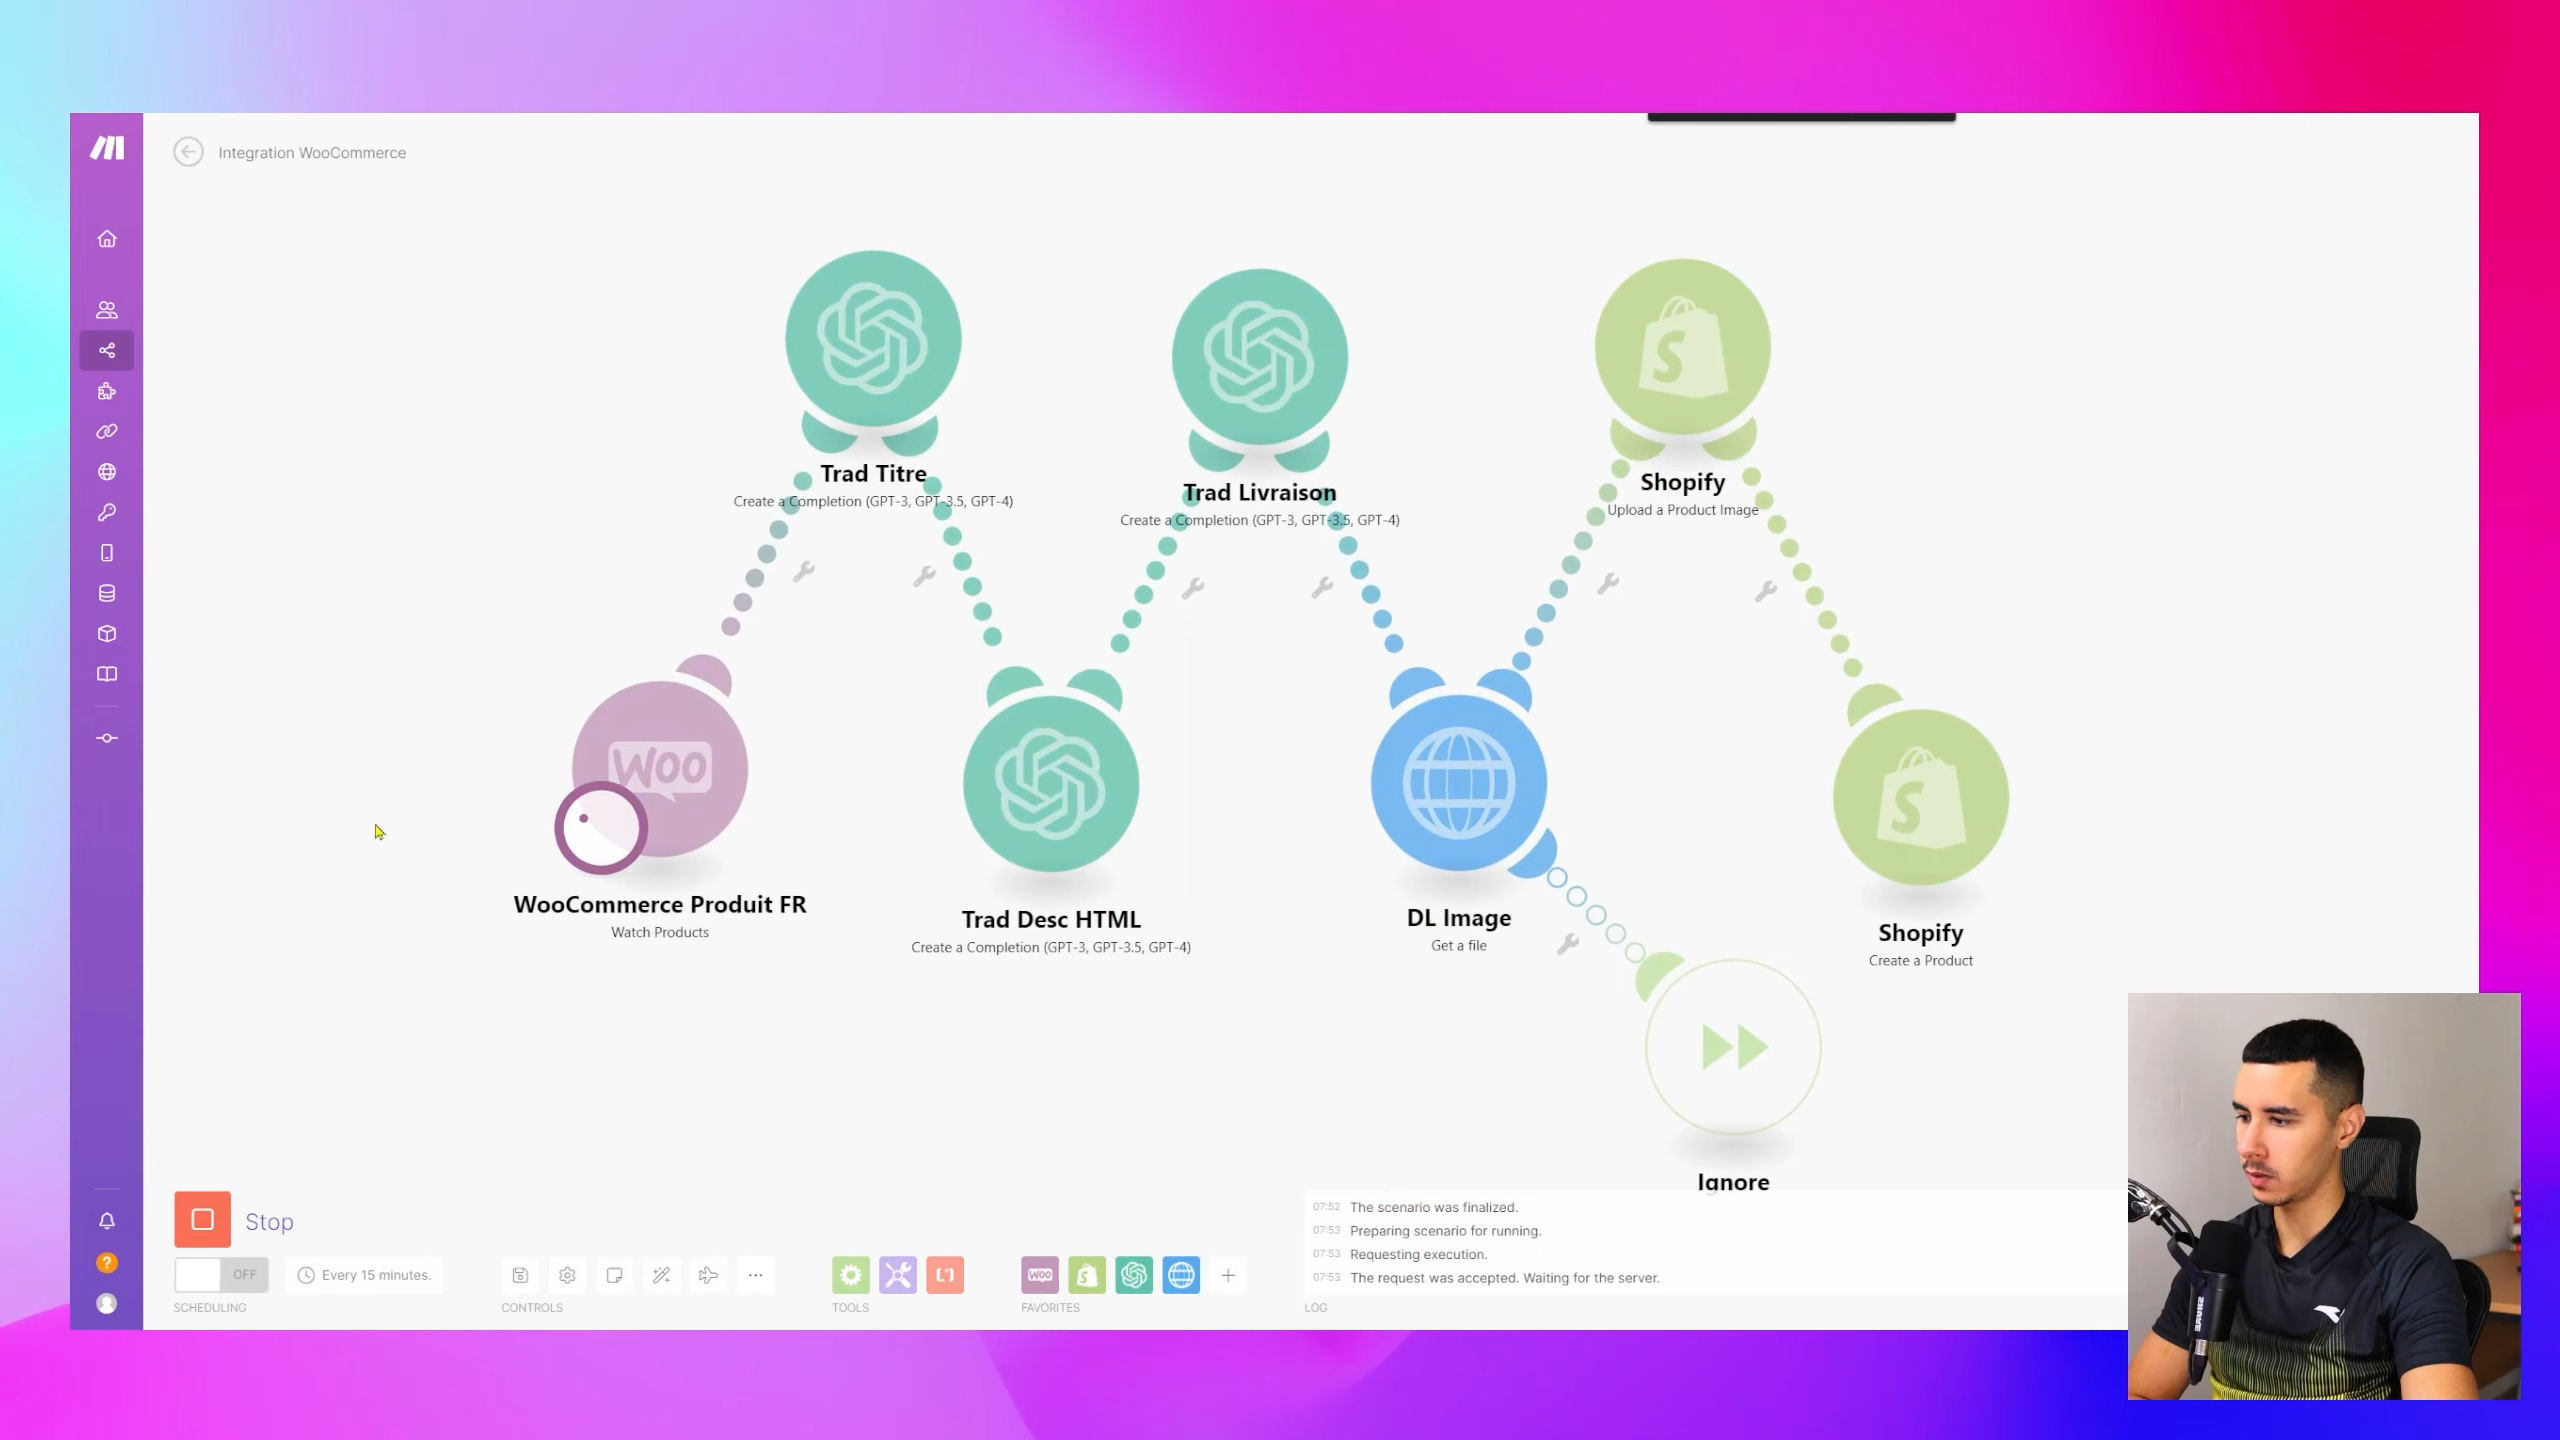 Integration WooCommerce
Trad Titre
Create a Completion (GPT-3, GPT-3.5, GPT-4)
Trad Livraison
Create a Completion (GPT-3, GPT-3.5, GPT-4)
Shopify
Upload a Product Image
Woo
WooCommerce Produit FR
Watch Products
Trad Desc HTML
Create a Completion (GPT-3, GPT-3.5, GPT-4)
DL Image
Get a file
Shopify
Create a Product
Ignore
Stop
OFF
Every 15 minutes.
SCHEDULING
CONTROLS
TOOLS
WOO
FAVORITES
07:52 The scenario was finalized.
07:53 Preparing scenario for running.
07:53 Requesting execution.
07:53 The request was accepted. Waiting for the server.
LOG
SHURE